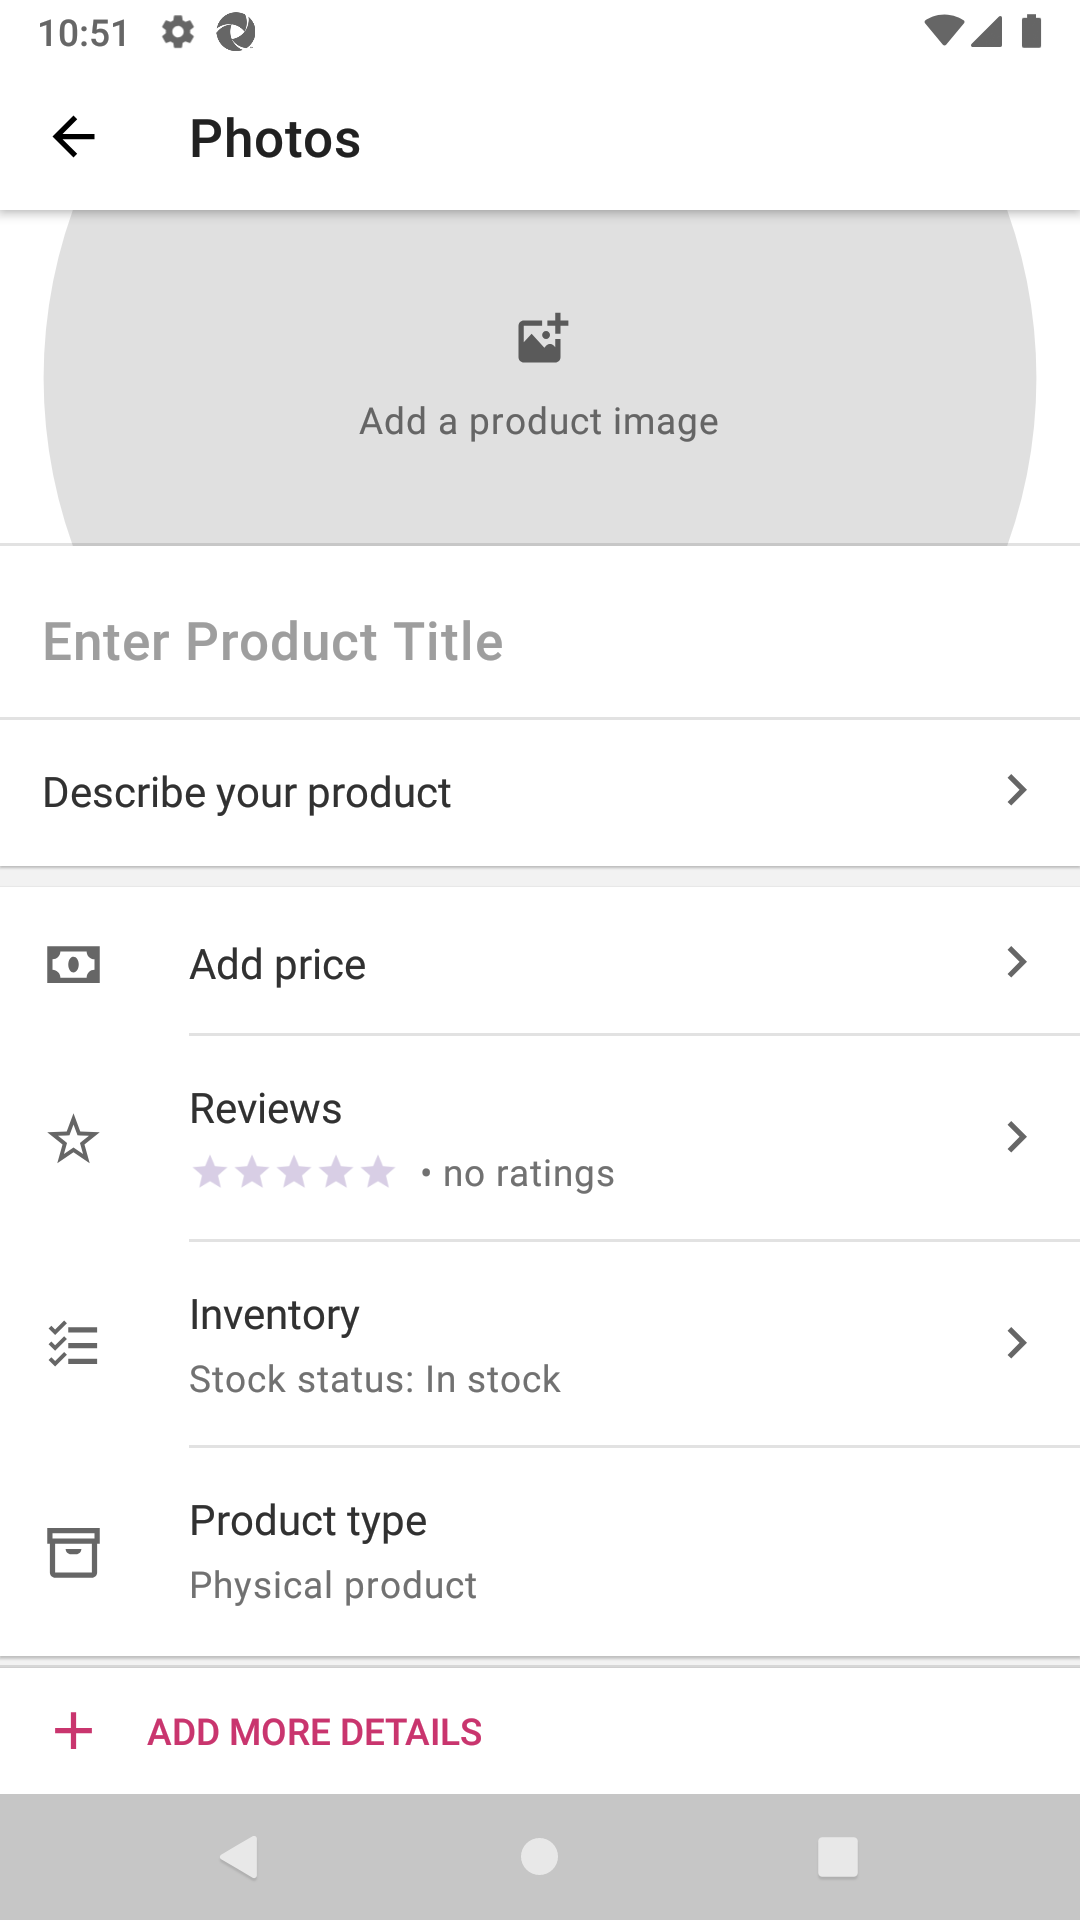 10:51
Photos
Add a product image
Enter Product Title
Describe your product
Add price
Reviews
• no ratings
Inventory
Stock status: In stock
Product type
Physical product
ADD MORE DETAILS